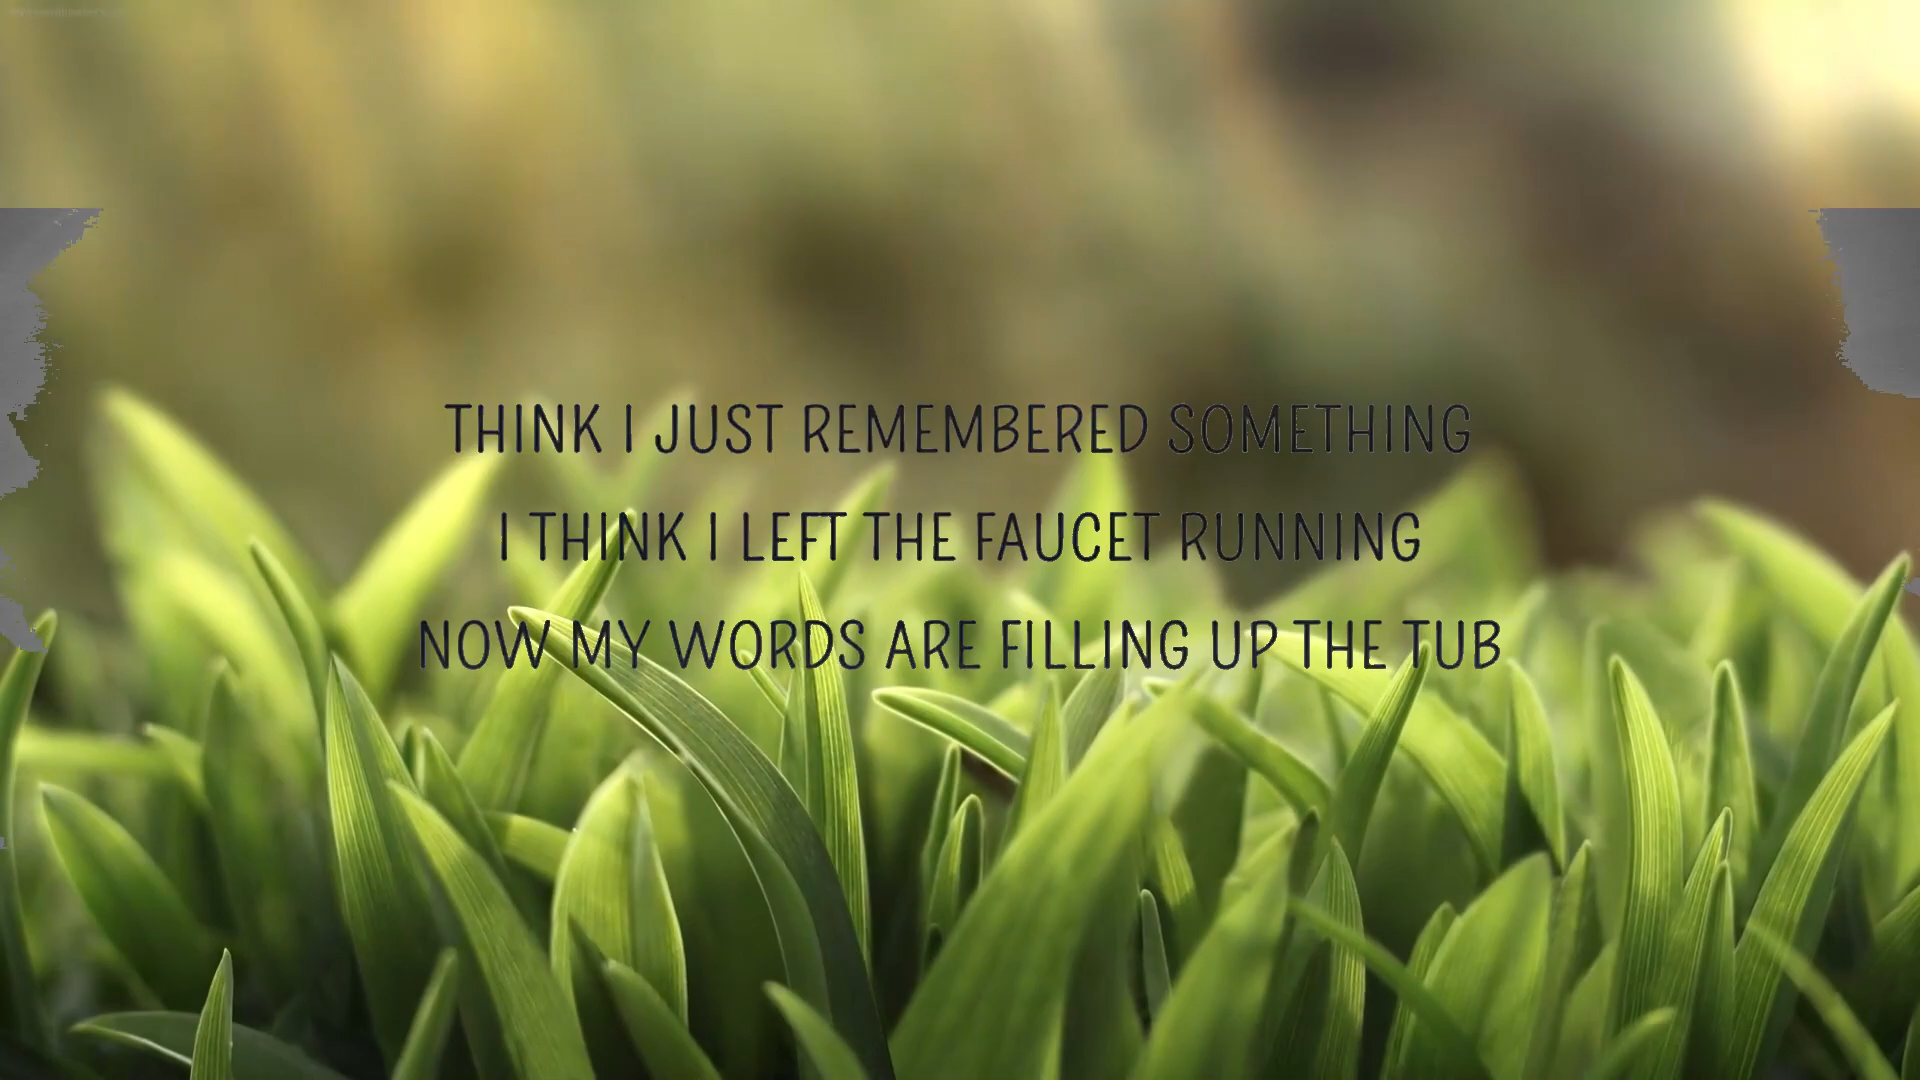 THINK I JUST REMEMBERED SOMETHING
I THINK I LEFT THE FAUCET RUNNING
NOW MY WORDS ARE FILLING UP THE TUB